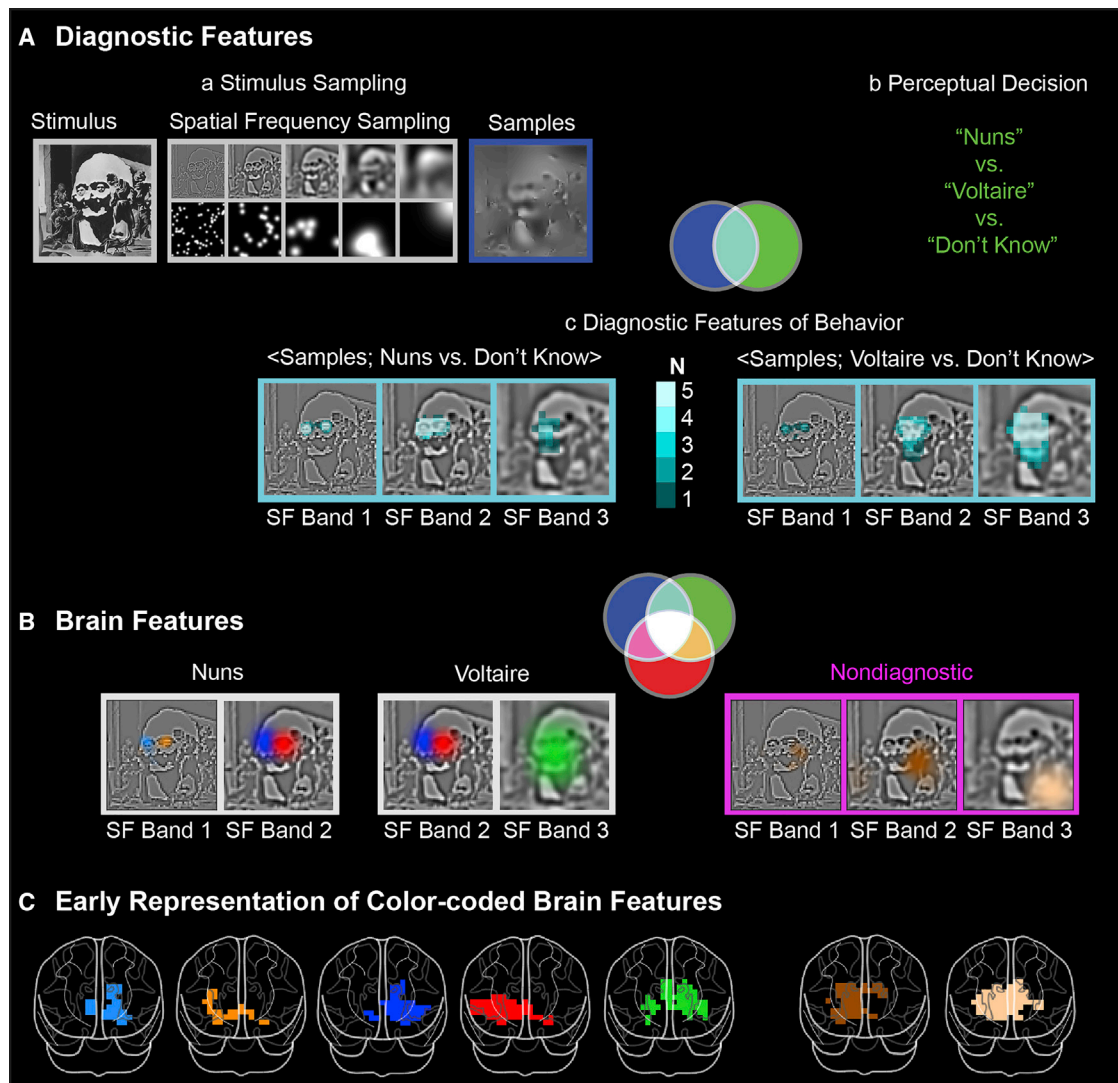 A Diagnostic Features
a Stimulus Sampling
b Perceptual Decision
Stimulus
Spatial Frequency Sampling
Samples
“Nuns”
vs.
“Voltaire”
vs.
“Don’t Know”
c Diagnostic Features of Behavior
<Samples; Nuns vs. Don’t Know>
N
5
4
3
2
1
<Samples; Voltaire vs. Don’t Know>
SF Band 1 SF Band 2 SF Band 3
SF Band 1 SF Band 2 SF Band 3
B Brain Features
Nuns
Voltaire
Nondiagnostic
SF Band 1 SF Band 2
SF Band 2 SF Band 3
SF Band 1 SF Band 2 SF Band 3
C Early Representation of Color-coded Brain Features